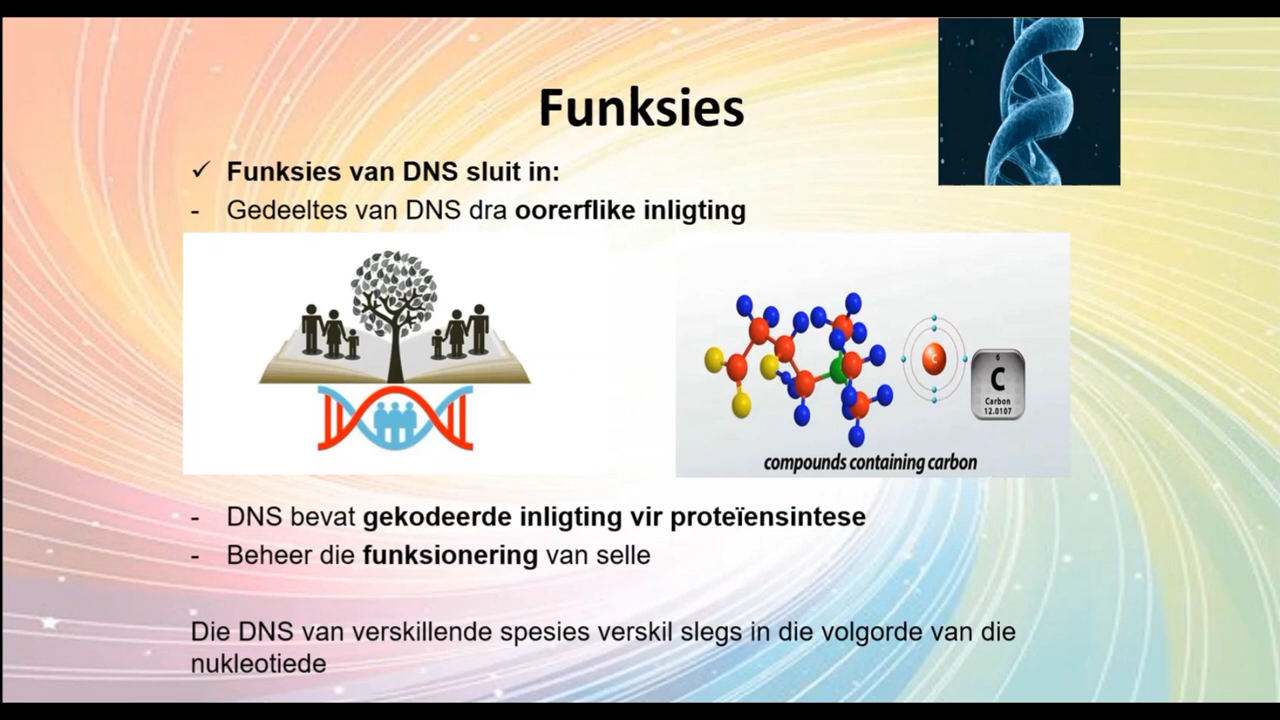 Funksies
✓ Funksies van DNS sluit in:
- Gedeeltes van DNS dra oorerflike inligting
C
6
C
Carbon
12.0107
compounds containing carbon
- DNS bevat gekodeerde inligting vir proteïensintese
- Beheer die funksionering van selle
Die DNS van verskillende spesies verskil slegs in die volgorde van die
nukleotiede